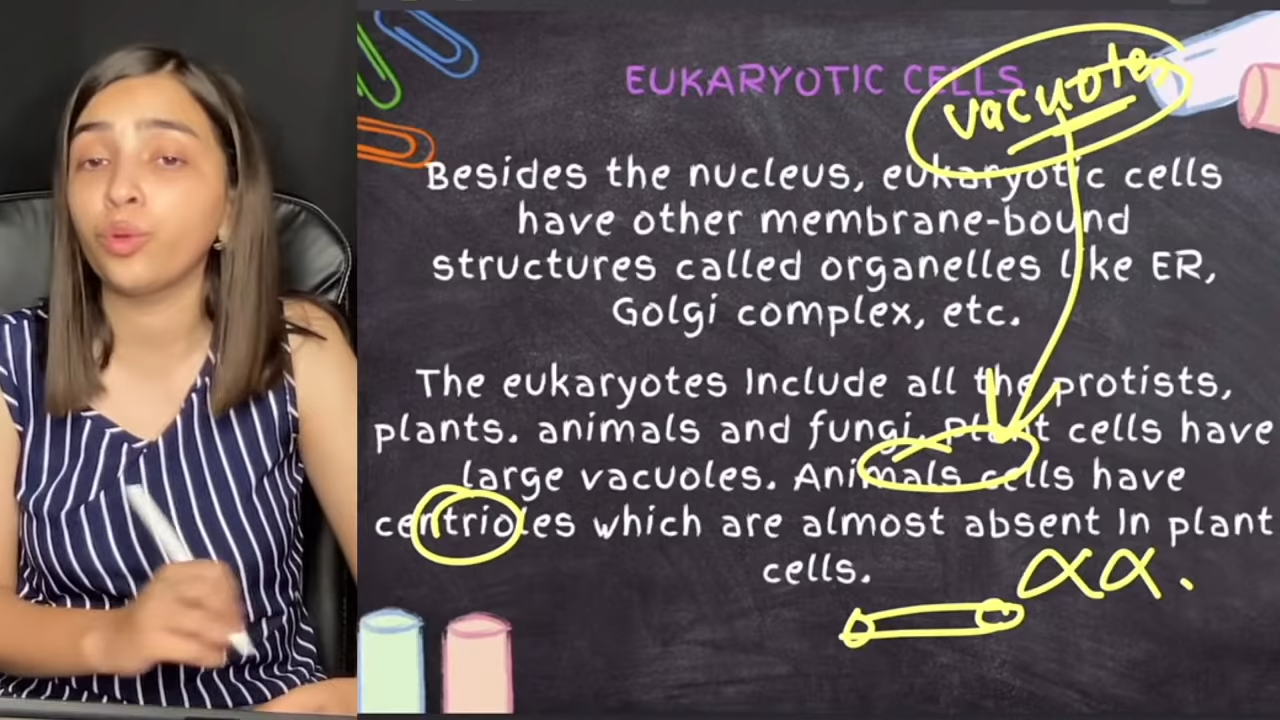 EUKARYOTIC CELLS
vacuole
Besides the nucleus, eukaryotic cells
have other membrane-bound
structures called organelles like ER,
Golgi complex, etc.
The eukaryotes Include all the protists,
plants. animals and fungi. Plant cells have
large vacuoles. Animals cells have
centrioles which are almost absent In plant
cells.